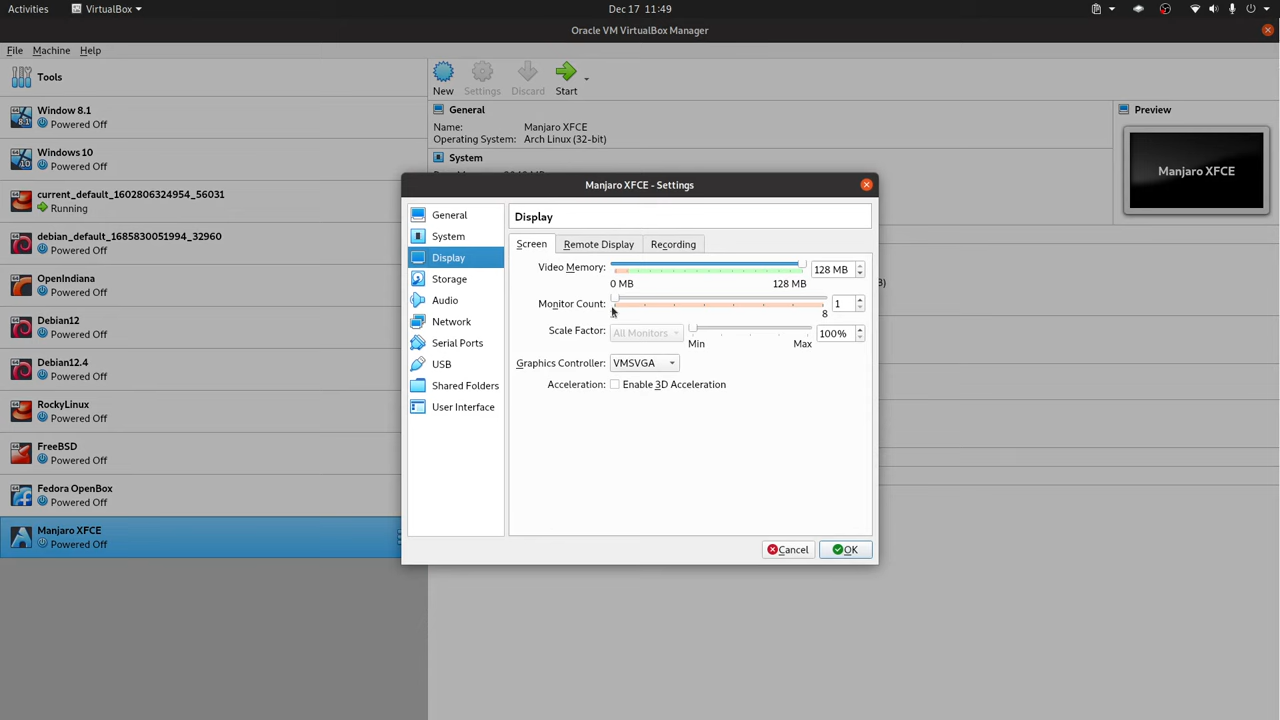 Activities
VirtualBox
Dec 17 11:49
Oracle VM VirtualBox Manager
File Machine Help
Tools
New
Settings
Discard
Start
Window 8.1
Powered Off
Windows 10
Powered Off
current_default_1602806324954_56031
Running
debian_default_1685830051994_32960
Powered Off
OpenIndiana
Powered Off
Debian12
Powered Off
Debian12.4
Powered Off
RockyLinux
Powered Off
FreeBSD
Powered Off
Fedora OpenBox
Powered Off
Manjaro XFCE
Powered Off
General
Name: Manjaro XFCE
Operating System: Arch Linux (32-bit)
System
Preview
Manjaro XFCE
Manjaro XFCE - Settings
General
System
Display
Storage
Audio
Network
Serial Ports
USB
Shared Folders
User Interface
Display
Screen Remote Display Recording
Video Memory: 128 MB
0 MB 128 MB
Monitor Count: 1
8
Scale Factor: All Monitors 100%
Min Max
Graphics Controller: VMSVGA
Acceleration: Enable 3D Acceleration
Cancel OK